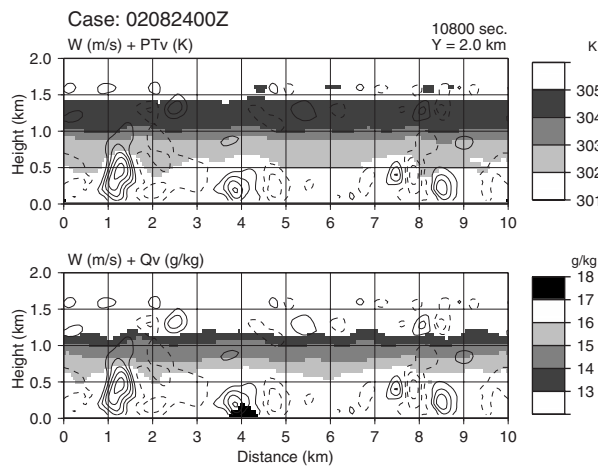 Case: 02082400Z
10800 sec.
W (m/s) + PTv (K)
Y = 2.0 km
K
2.0
1.5
1.0
0.5
0.0
Height (km)
0 1 2 3 4 5 6 7 8 9 10
305
304
303
302
301
W (m/s) + Qv (g/kg)
g/kg
2.0
1.5
1.0
0.5
0.0
Height (km)
0 1 2 3 4 5 6 7 8 9 10
Distance (km)
18
17
16
15
14
13